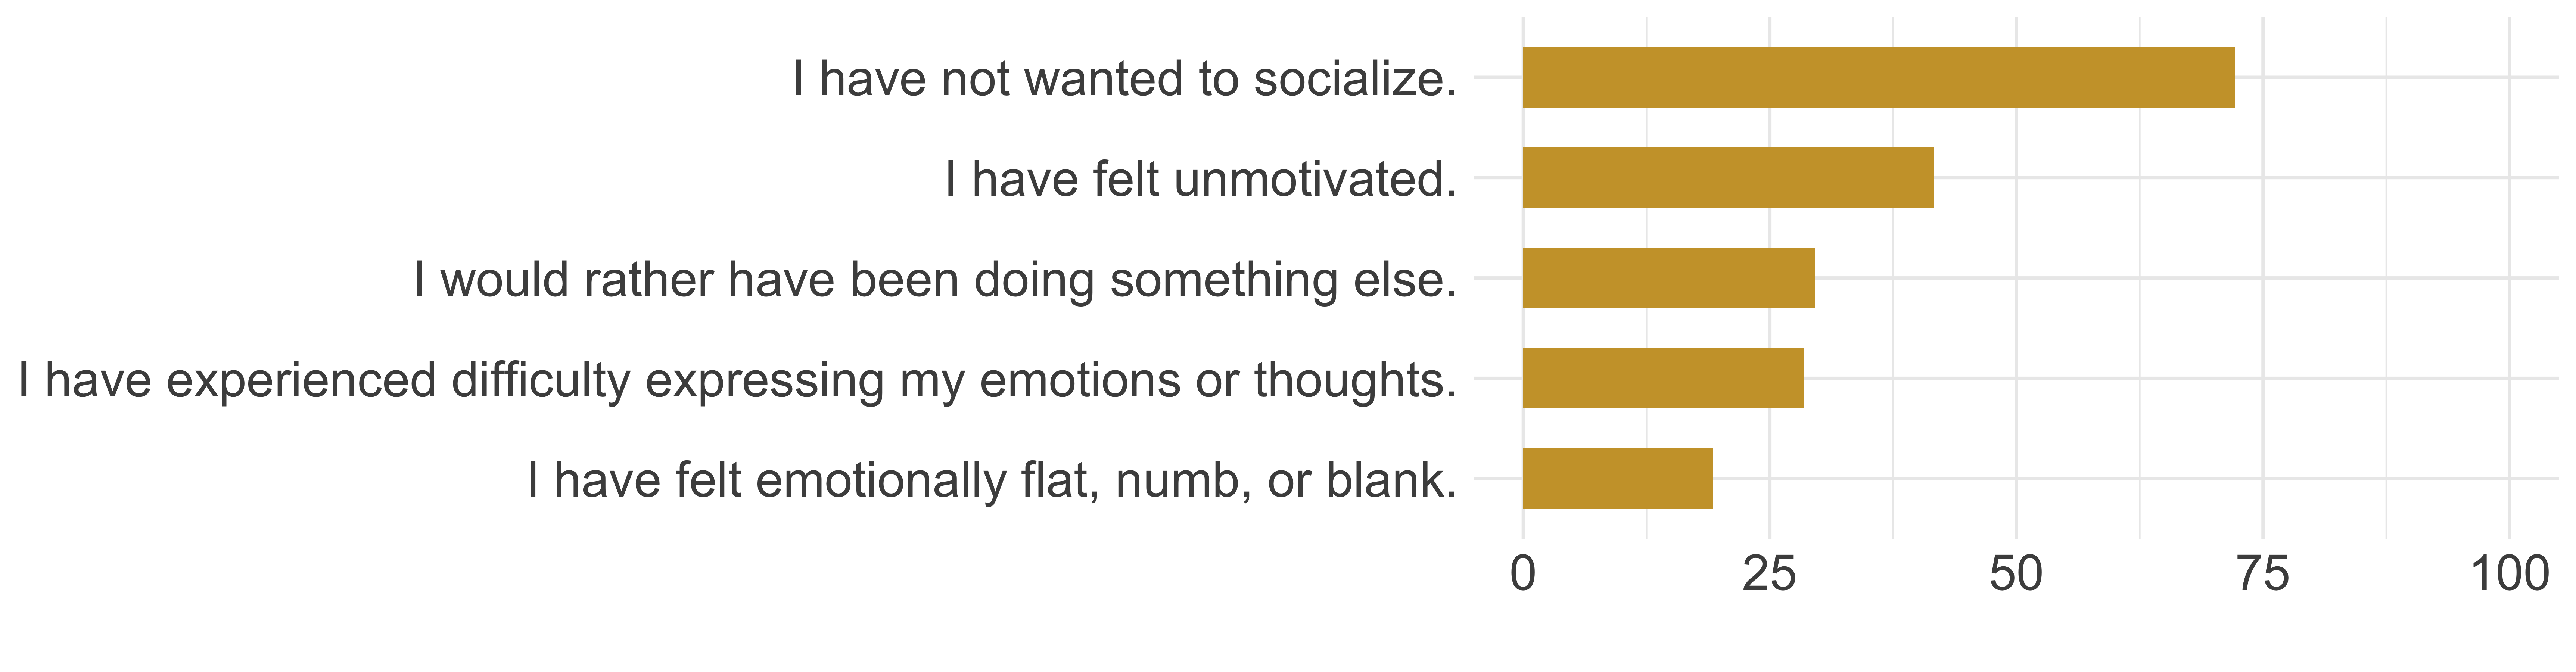 I have not wanted to socialize.
I have felt unmotivated.
I would rather have been doing something else.
I have experienced difficulty expressing my emotions or thoughts.
I have felt emotionally flat, numb, or blank.
0 25 50 75 100